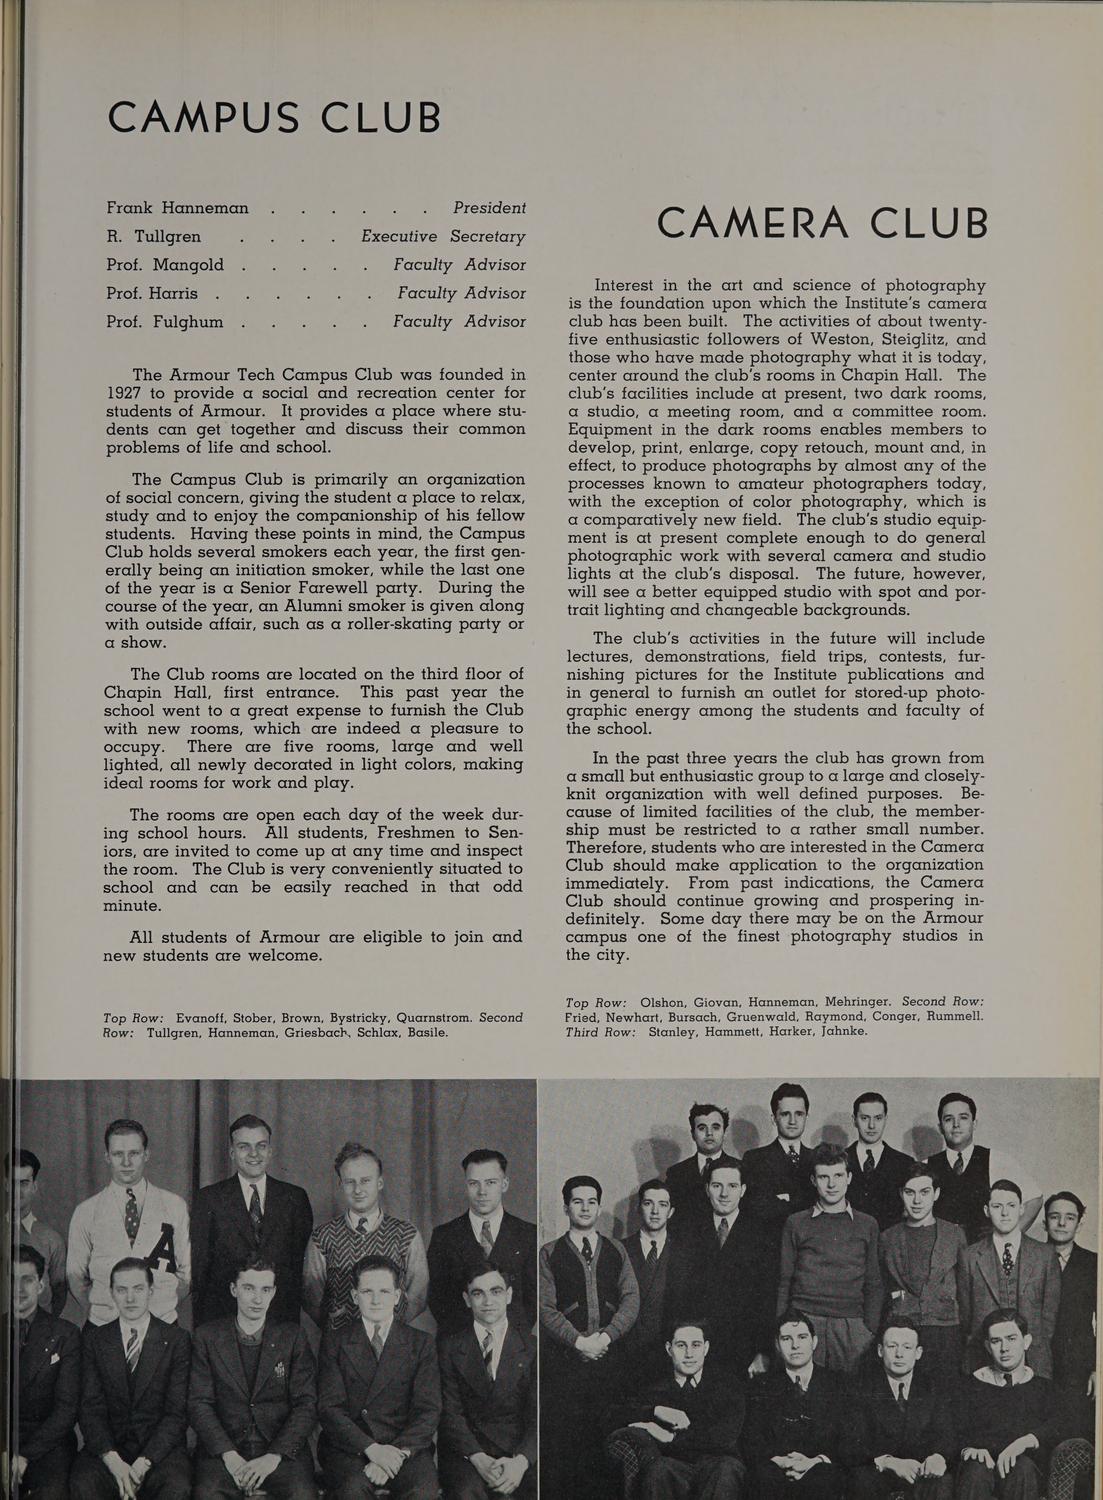 CAMPUS CLUB
Frank Hanneman . . . . . . President
R. Tullgren . . . . Executive Secretary
Prof. Mangold . . . . . Faculty Advisor
Prof. Harris . . . . . . Faculty Advisor
Prof. Fulghum . . . . . Faculty Advisor
The Armour Tech Campus Club was founded in
1927 to provide a social and recreation center for
students of Armour. It provides a place where stu-
dents can get together and discuss their common
problems of life and school.
The Campus Club is primarily an organization
of social concern, giving the student a place to relax,
study and to enjoy the companionship of his fellow
students. Having these points in mind, the Campus
Club holds several smokers each year, the first gen-
erally being an initiation smoker, while the last one
of the year is a Senior Farewell party. During the
course of the year, an Alumni smoker is given along
with outside affair, such as a roller-skating party or
a show.
The Club rooms are located on the third floor of
Chapin Hall, first entrance. This past year the
school went to a great expense to furnish the Club
with new rooms, which are indeed a pleasure to
occupy. There are five rooms, large and well
lighted, all newly decorated in light colors, making
ideal rooms for work and play.
The rooms are open each day of the week dur-
ing school hours. All students, Freshmen to Sen-
iors, are invited to come up at any time and inspect
the room. The Club is very conveniently situated to
school and can be easily reached in that odd
minute.
All students of Armour are eligible to join and
new students are welcome.
Top Row: Evanoff, Stober, Brown, Bystricky, Quarnstrom. Second
Row: Tullgren, Hanneman, Griesbach, Schlax, Basile.
CAMERA CLUB
Interest in the art and science of photography
is the foundation upon which the Institute's camera
club has been built. The activities of about twenty-
five enthusiastic followers of Weston, Steiglitz, and
those who have made photography what it is today,
center around the club's rooms in Chapin Hall. The
club's facilities include at present, two dark rooms,
a studio, a meeting room, and a committee room.
Equipment in the dark rooms enables members to
develop, print, enlarge, copy retouch, mount and, in
effect, to produce photographs by almost any of the
processes known to amateur photographers today,
with the exception of color photography, which is
a comparatively new field. The club's studio equip-
ment is at present complete enough to do general
photographic work with several camera and studio
lights at the club's disposal. The future, however,
will see a better equipped studio with spot and por-
trait lighting and changeable backgrounds.
The club's activities in the future will include
lectures, demonstrations, field trips, contests, fur-
nishing pictures for the Institute publications and
in general to furnish an outlet for stored-up photo-
graphic energy among the students and faculty of
the school.
In the past three years the club has grown from
a small but enthusiastic group to a large and closely-
knit organization with well defined purposes. Be-
cause of limited facilities of the club, the member-
ship must be restricted to a rather small number.
Therefore, students who are interested in the Camera
Club should make application to the organization
immediately. From past indications, the Camera
Club should continue growing and prospering in-
definitely. Some day there may be on the Armour
campus one of the finest photography studios in
the city.
Top Row: Olshon, Giovan, Hanneman, Mehringer. Second Row:
Fried, Newhart, Bursach, Gruenwald, Raymond, Conger, Rummell.
Third Row: Stanley, Hammett, Harker, Jahnke.
A